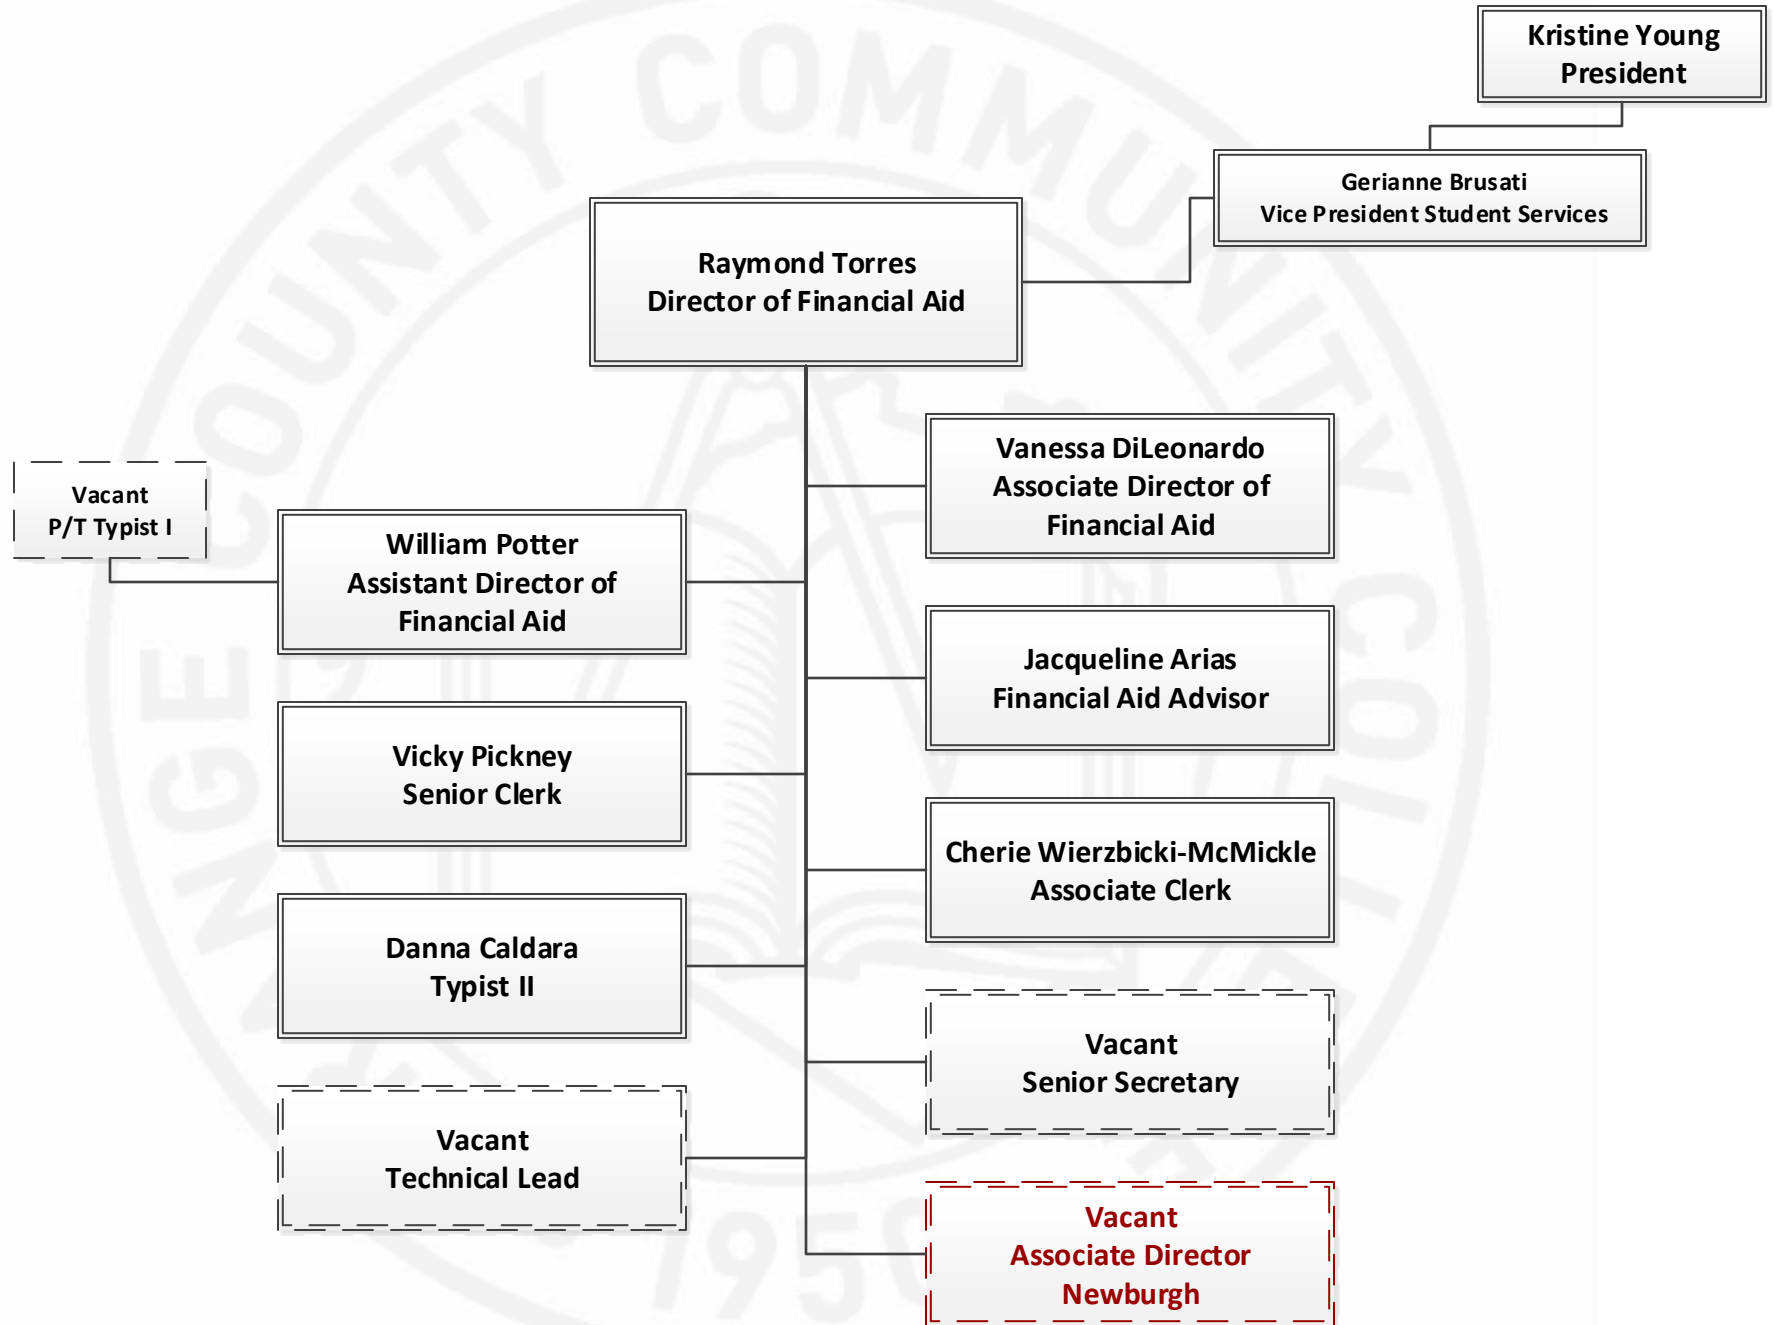 Kristine Young
President
Gerianne Brusati
Vice President Student Services
Raymond Torres
Director of Financial Aid
Vanessa DiLeonardo
Associate Director of
Financial Aid
Vacant
P/T Typist I
William Potter
Assistant Director of
Financial Aid
Jacqueline Arias
Financial Aid Advisor
Vicky Pickney
Senior Clerk
Cherie Wierzbicki-McMickle
Associate Clerk
Danna Caldara
Typist II
Vacant
Senior Secretary
Vacant
Technical Lead
Vacant
Associate Director
Newburgh
COUNTY COMMUNITY
1950